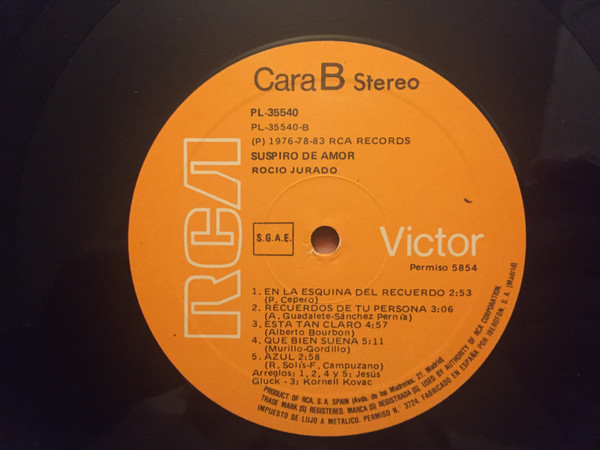 Cara B Stereo
PL-35540
PL-35540-B
(P) 1976-78-83 RCA RECORDS
SUSPIRO DE AMOR
ROCIO JURADO
RCA
S.G.A.E.
Victor
Permiso 5854
1. EN LA ESQUINA DEL RECUERDO 2:53
(P. Cepero)
2. RECUERDOS DE TU PERSONA 3:06
(A. Guadalete-Sánchez Pernía)
3. ESTA TAN CLARO 4:57
(Alberto Bourbon)
4. QUE BIEN SUENA 5:11
(Murillo-Gordillo)
5. AZUL 2:58
(R. Solís-F. Campuzano)
Arreglos: 1, 2, 4 y 5: Jesús
Gluck - 3: Kornell Kovac
PRODUCT OF RCA, S. A. SPAIN (Avda. de los Madroños, 27. Madrid)
TRADE MARK (S) REGISTERED. MARCA (S) REGISTRADA (S) USED BY AUTHORITY OF RCA CORPORATION.
IMPUESTO DE LUJO A METALICO. PERMISO N.° 3724. FABRICADO EN ESPAÑA POR IBEROFON, S. A. (Madrid)